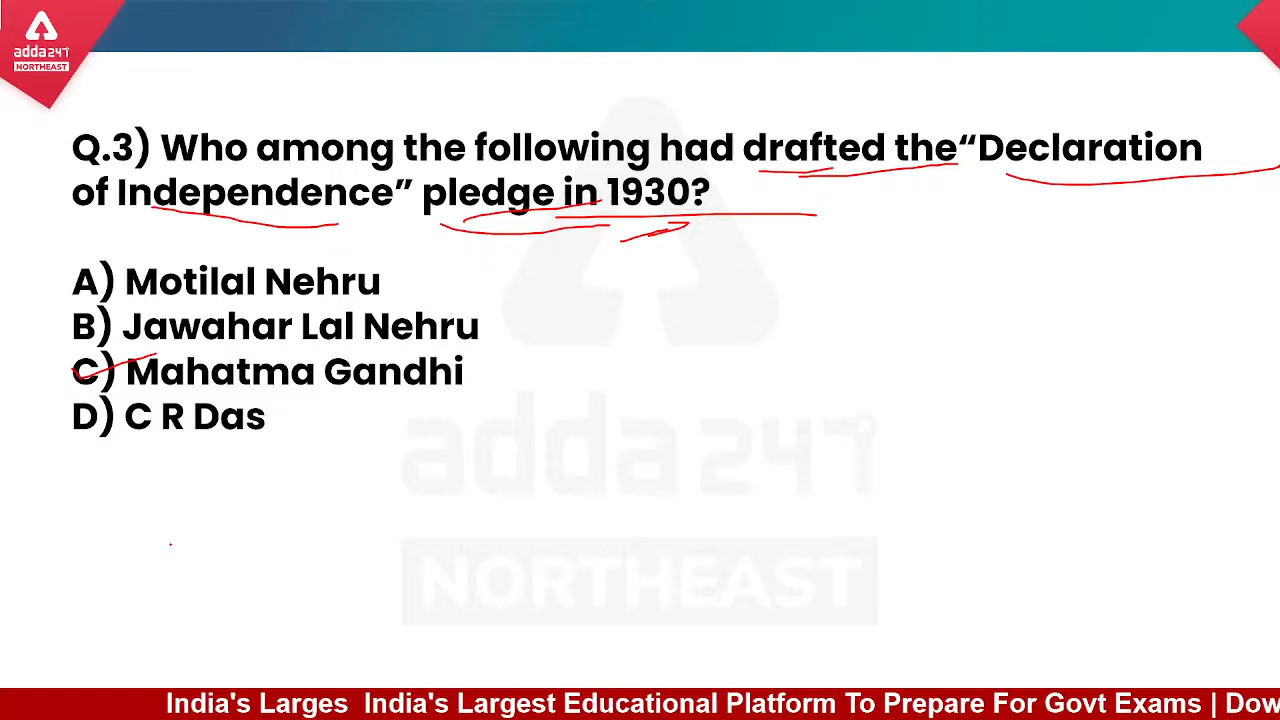 adda247
NORTHEAST
Q.3) Who among the following had drafted the“Declaration
of Independence” pledge in 1930?
A) Motilal Nehru
B) Jawahar Lal Nehru
C) Mahatma Gandhi
D) C R Das
adda247
NORTHEAST
India's Larges India's Largest Educational Platform To Prepare For Govt Exams | Dow